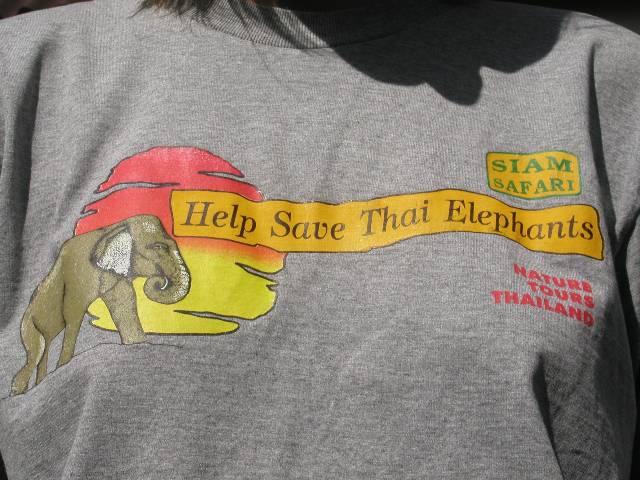 SIAM
SAFARI
Help Save Thai Elephants
NATURE
TOURS
THAILAND